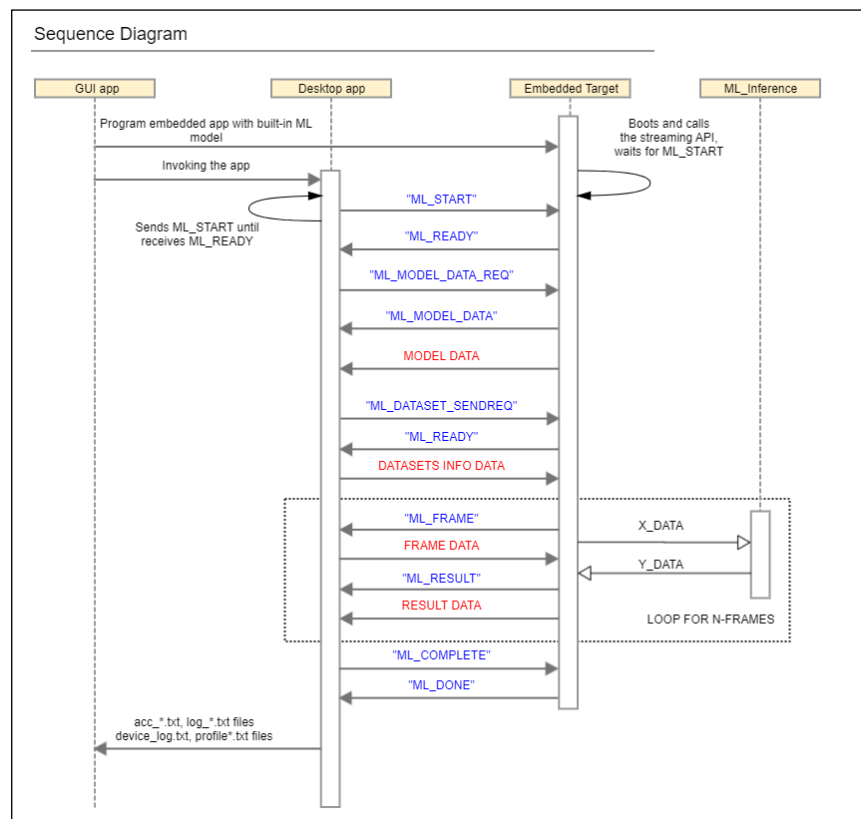 Sequence Diagram
GUI app
Desktop app
Embedded Target
ML_Inference
Program embedded app with built-in ML
model
Boots and calls
the streaming API,
waits for ML_START
Invoking the app
"ML_START"
Sends ML_START until
receives ML_READY
"ML_READY"
"ML_MODEL_DATA_REQ"
"ML_MODEL_DATA"
MODEL DATA
"ML_DATASET_SENDREQ"
"ML_READY"
DATASETS INFO DATA
"ML_FRAME"
X_DATA
FRAME DATA
Y_DATA
"ML_RESULT"
RESULT DATA
LOOP FOR N-FRAMES
"ML_COMPLETE"
"ML_DONE"
acc_*.txt, log_*.txt files
device_log.txt, profile*.txt files